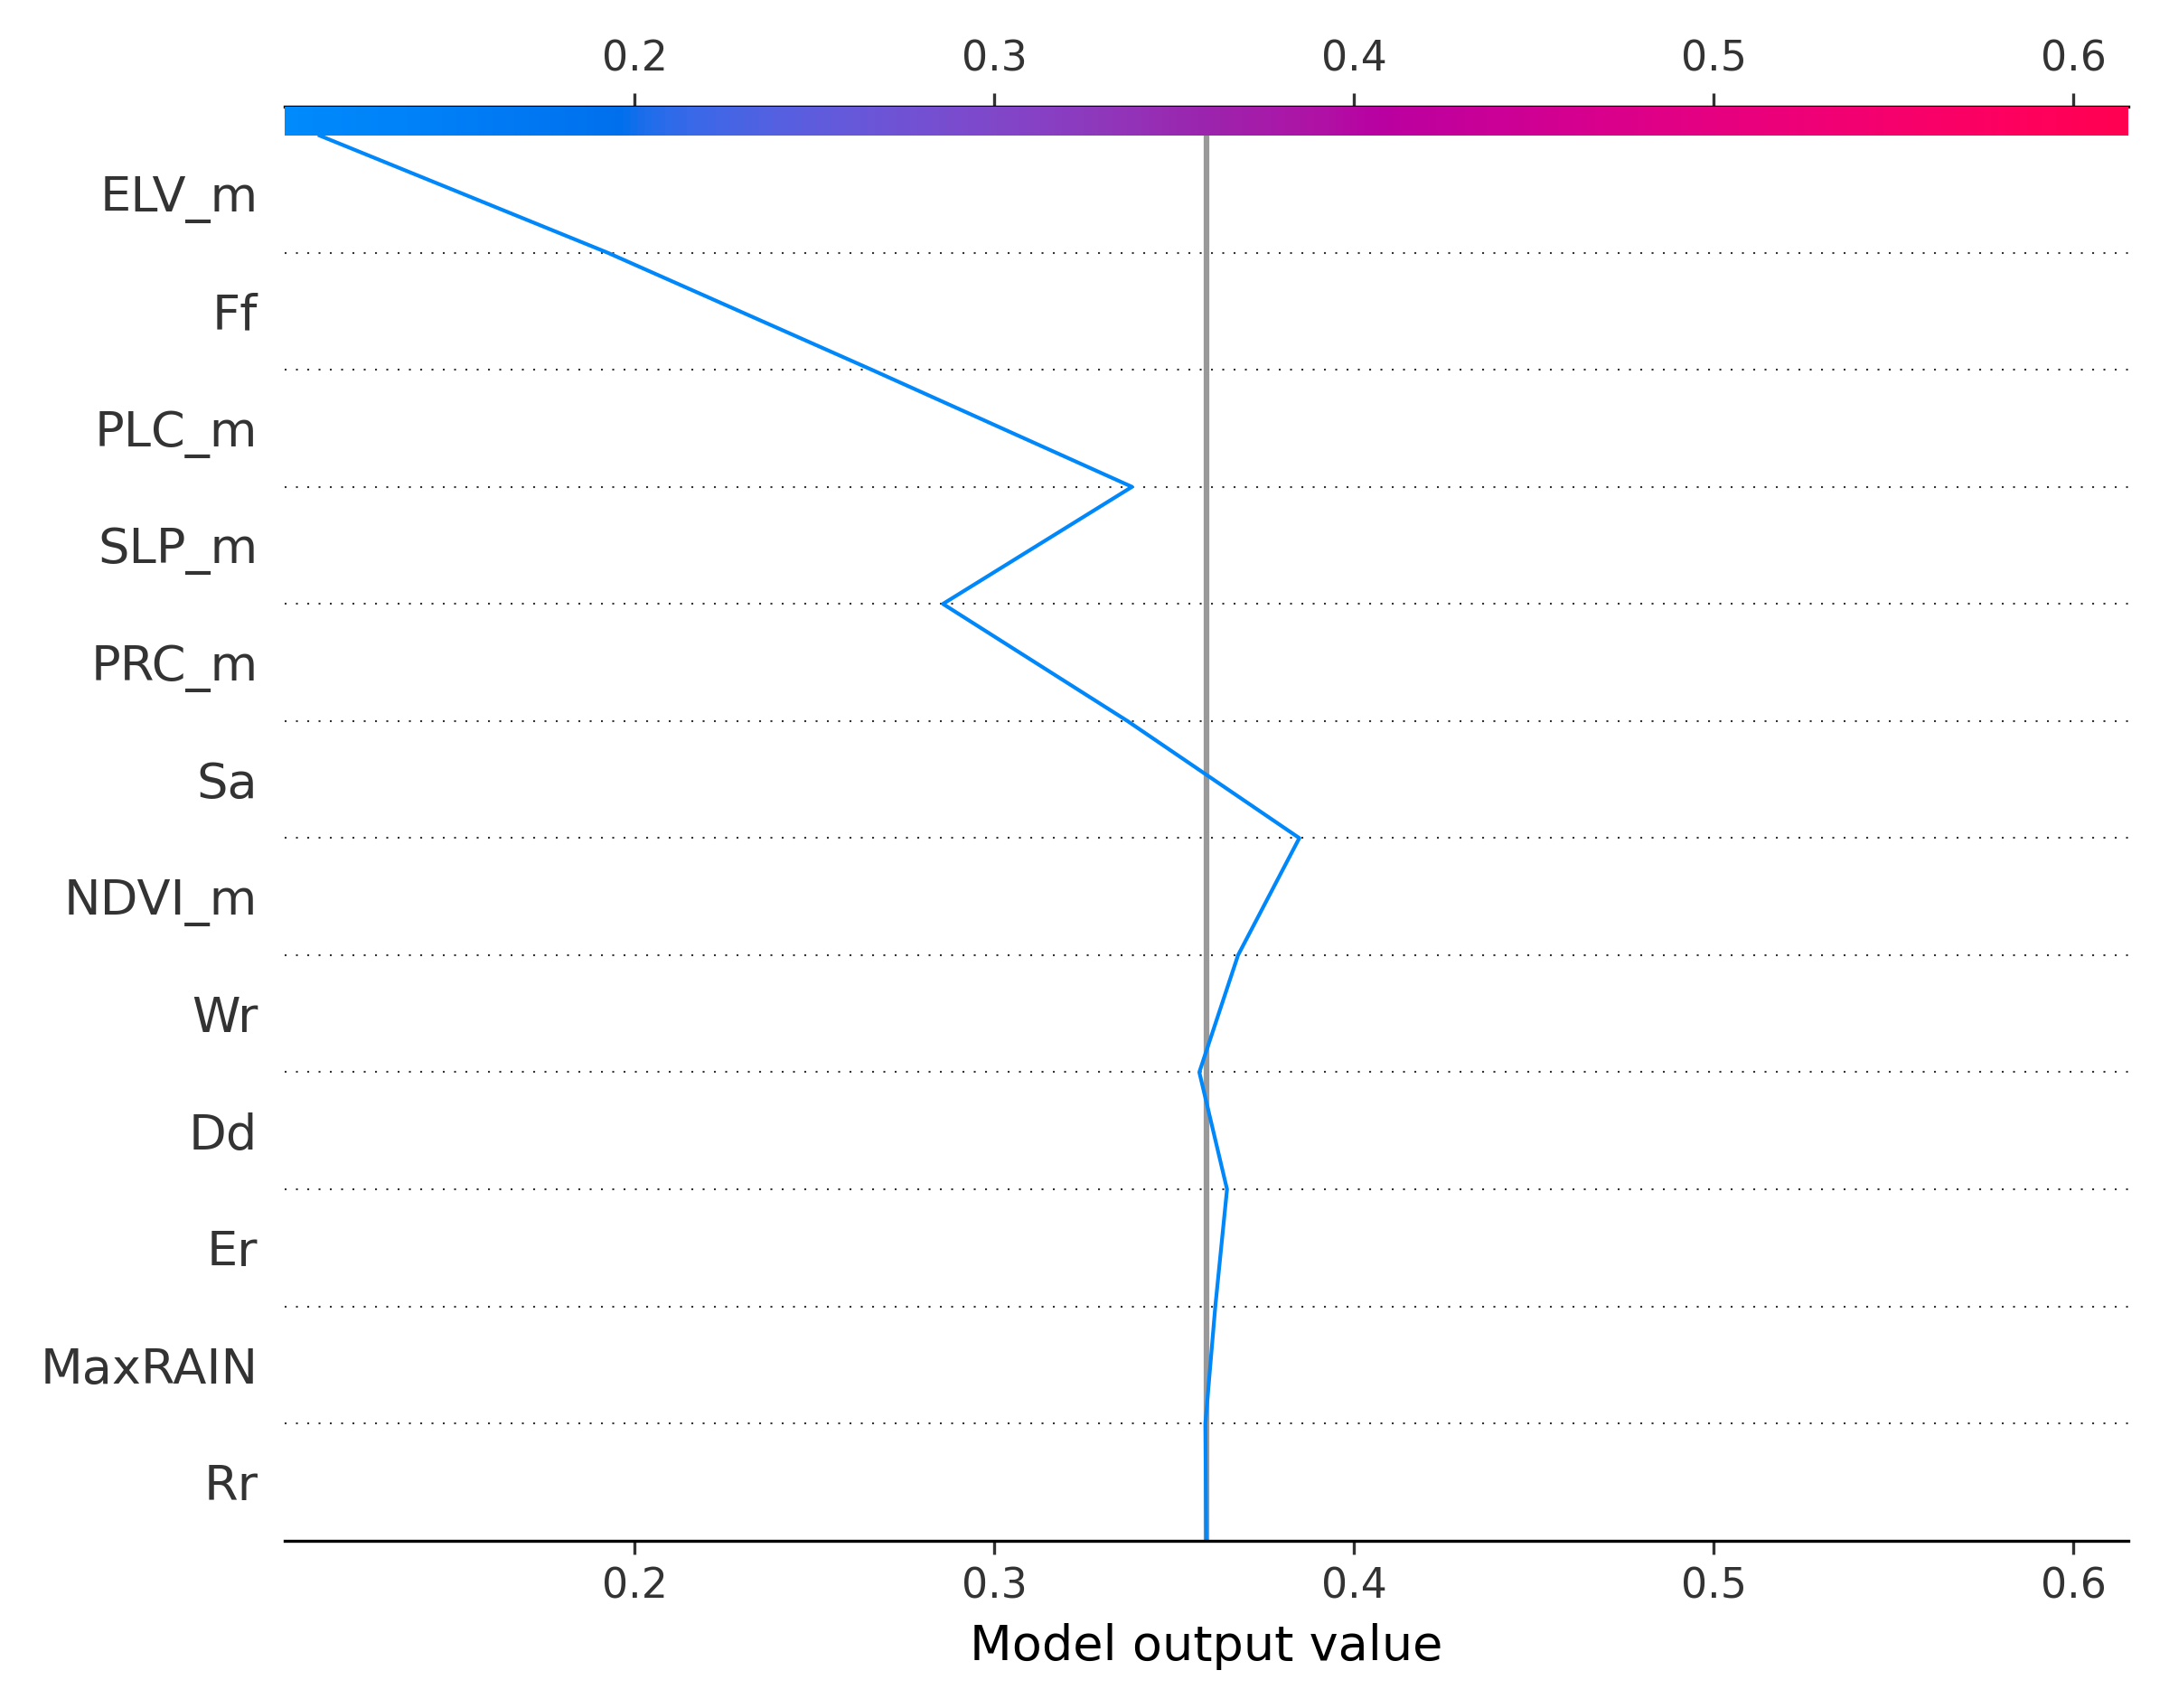 0.2 0.3 0.4 0.5 0.6
ELV_m
Ff
PLC_m
SLP_m
PRC_m
Sa
NDVI_m
Wr
Dd
Er
MaxRAIN
Rr
0.2 0.3 0.4 0.5 0.6
Model output value